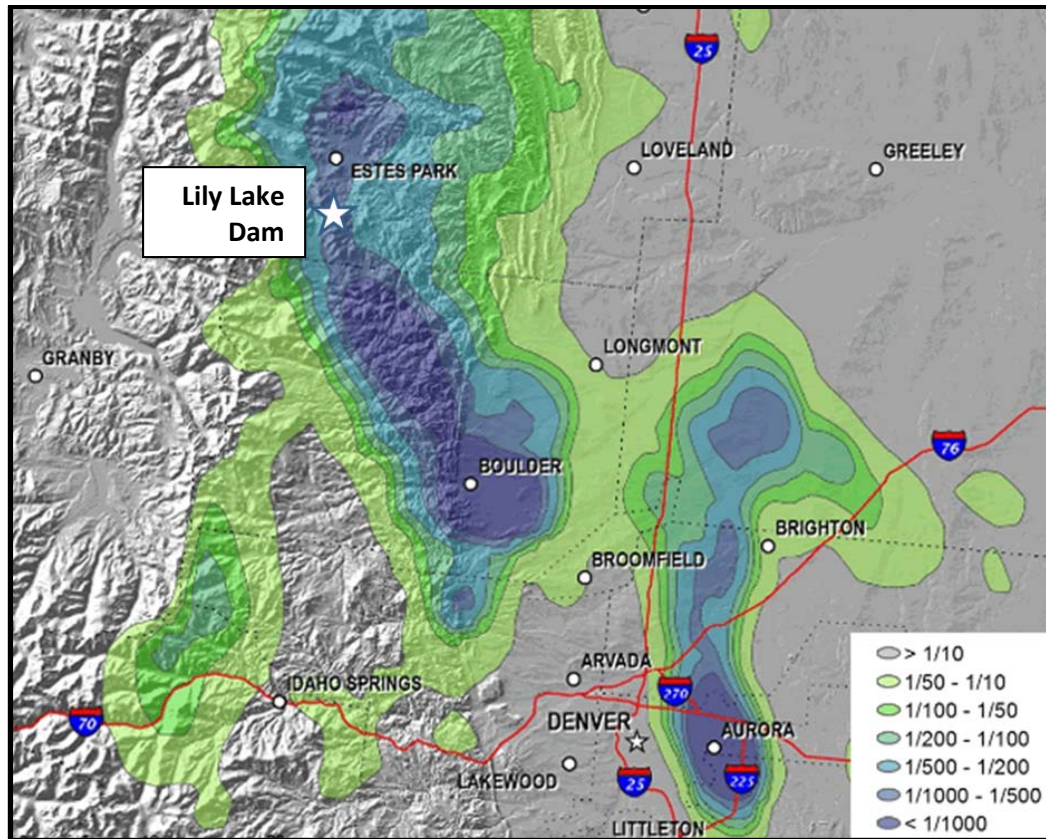 25
LOVELAND
GREELEY
ESTES PARK
Lily Lake
Dam
LONGMONT
GRANBY
76
BOULDER
BRIGHTON
BROOMFIELD
ARVADA
IDAHO SPRINGS
270
70
DENVER
AURORA
LAKEWOOD
25
225
LITTLETON
> 1/10
1/50 - 1/10
1/100 - 1/50
1/200 - 1/100
1/500 - 1/200
1/1000 - 1/500
< 1/1000